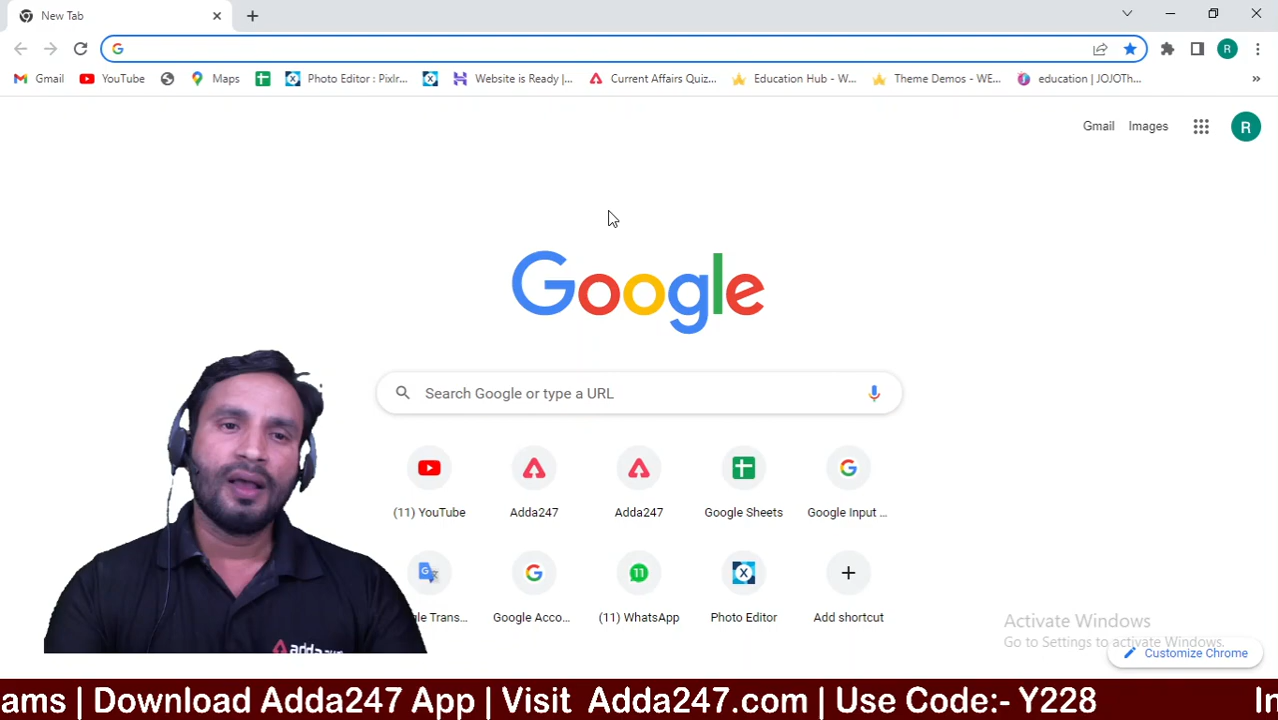 New Tab
Gmail YouTube Maps Photo Editor : Pixlr... Website is Ready |... Current Affairs Quiz... Education Hub - W... Theme Demos - WE... education | JOJOTh... »
Gmail Images R
Google
Search Google or type a URL
(11) YouTube Adda247 Adda247 Google Sheets Google Input ...
le Trans... Google Acco... (11) WhatsApp Photo Editor Add shortcut
Activate Windows
Go to Settings to activate Windows.
Customize Chrome
adda247
ams | Download Adda247 App | Visit Adda247.com | Use Code:- Y228 In